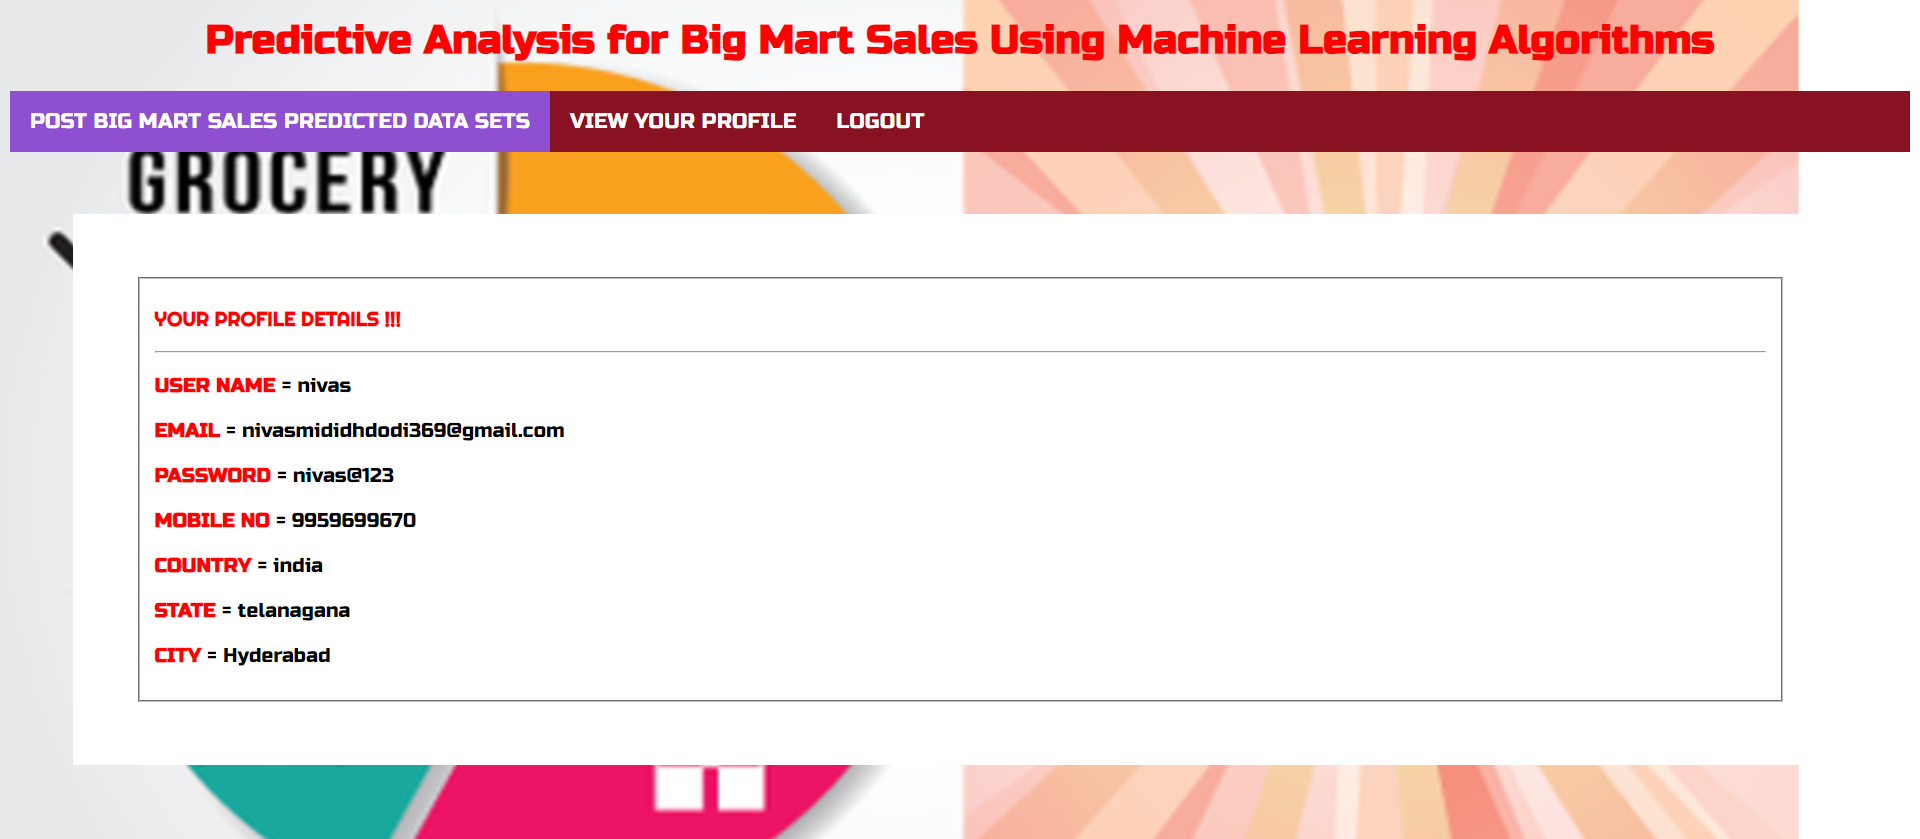 Predictive Analysis for Big Mart Sales Using Machine Learning Algorithms
POST BIG MART SALES PREDICTED DATA SETS VIEW YOUR PROFILE LOGOUT
GROCERY
YOUR PROFILE DETAILS !!!
USER NAME = nivas
EMAIL = nivasmididhdodi369@gmail.com
PASSWORD = nivas@123
MOBILE NO = 9959699670
COUNTRY = india
STATE = telanagana
CITY = Hyderabad